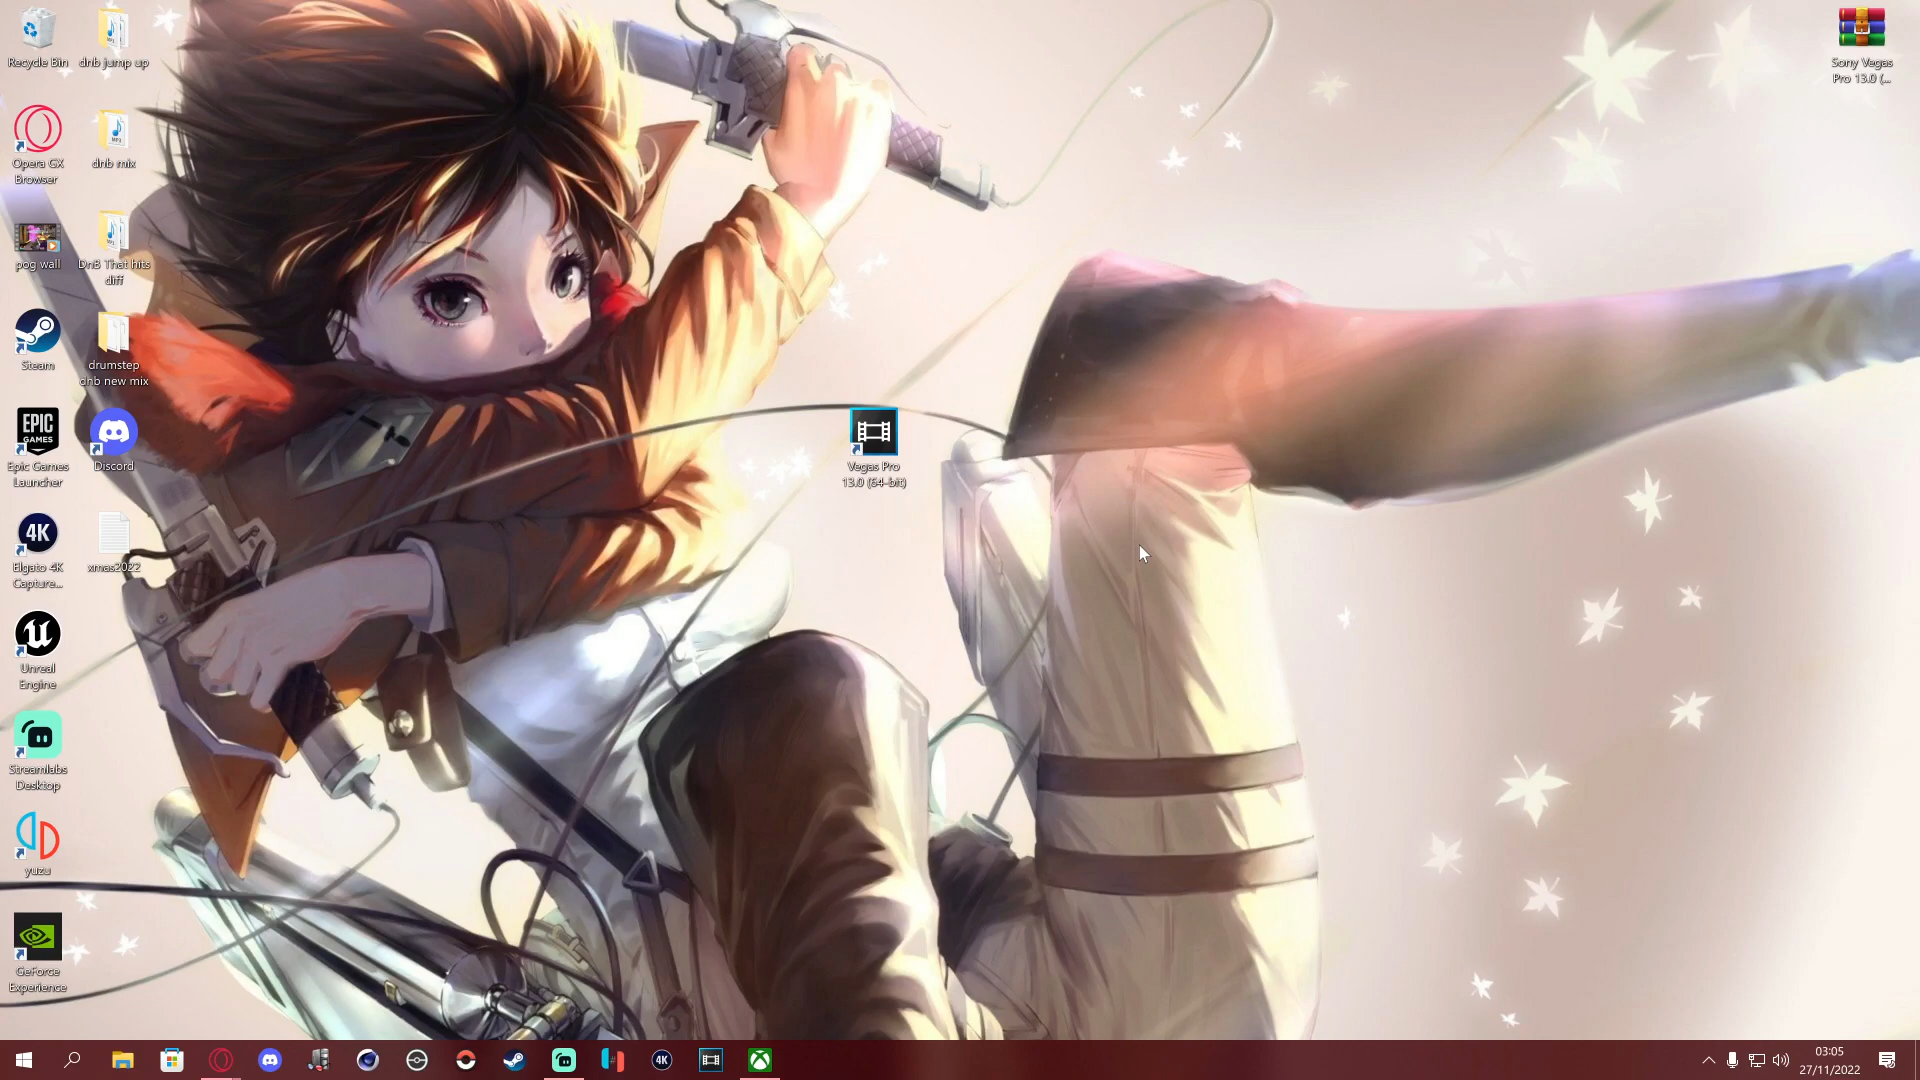 Recycle Bin
dnb jump up
Opera GX
Browser
dnb mix
pog wall
DnB That hits
diff
Steam
drumstep
dnb new mix
EPIC
GAMES
Epic Games
Launcher
Discord
4K
Elgato 4K
Capture...
xmas2022
Unreal
Engine
Streamlabs
Desktop
yuzu
GeForce
Experience
Vegas Pro
13.0 (64-bit)
Sony Vegas
Pro 13.0 (...
4K
03:05
27/11/2022